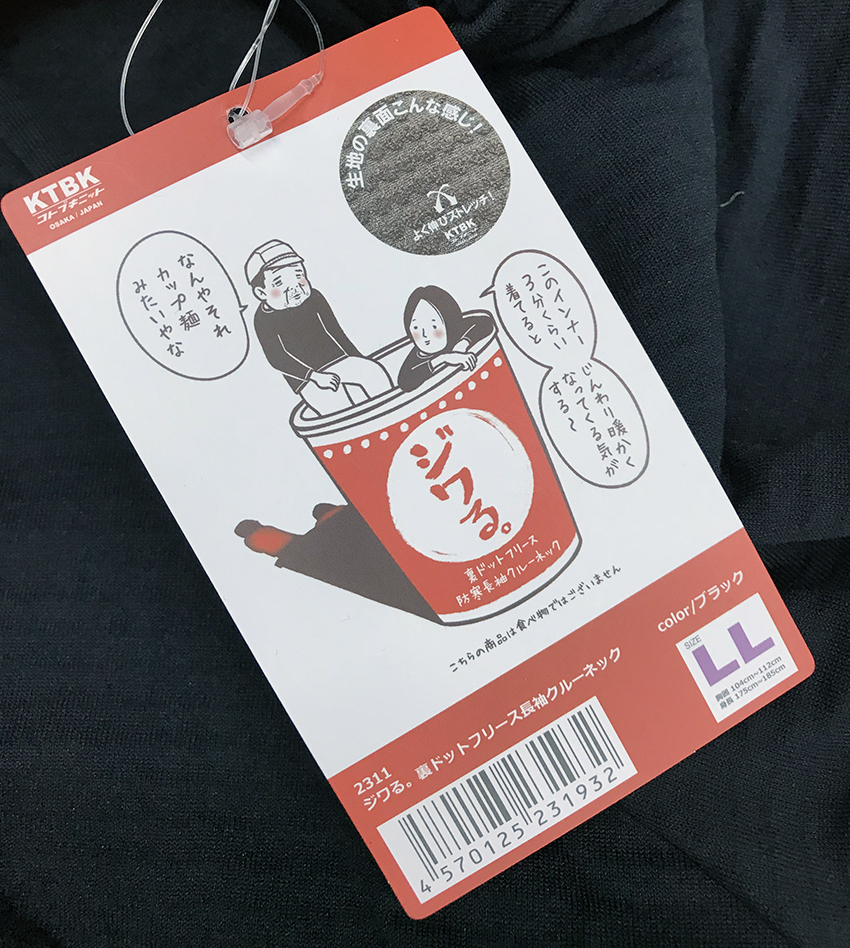 KTBK
コトブキニット
OSAKA / JAPAN
生地の裏面こんな感じ!
よく伸びストレッチ!
KTBK
なんやそれ
カップ麺
みたいやな
このインナー
3分くらい
着てると
じんわり暖かく
なってくる気が
する〜
ジワる。
裏ドットフリース
防寒長袖クルーネック
こちらの商品は食べ物ではございません
2311
ジワる。裏ドットフリース長袖クルーネック
color/ブラック
SIZE
LL
胸囲 104cm~112cm
身長 175cm~185cm
4 570125 231932